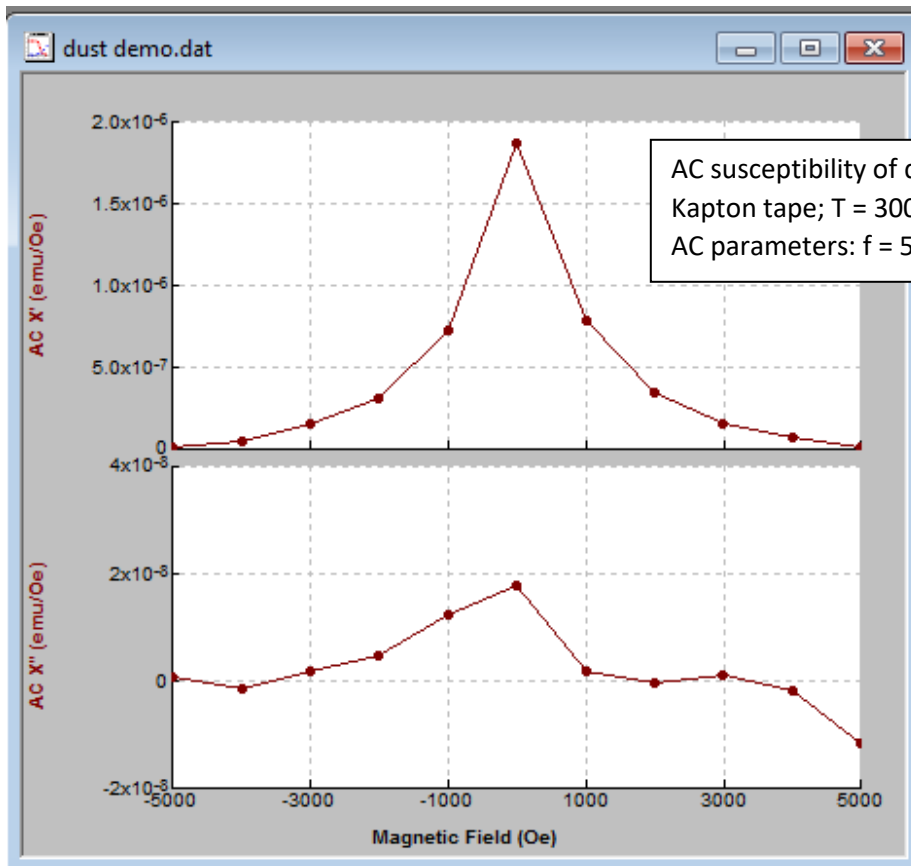 dust demo.dat
2.0x10-6
1.5x10-6
1.0x10-6
5.0x10-7
0
AC X' (emu/Oe)
AC susceptibility of
Kapton tape; T = 300
AC parameters: f = 5
4x10-8
2x10-8
0
-2x10-8
AC X" (emu/Oe)
-5000 -3000 -1000 1000 3000 5000
Magnetic Field (Oe)